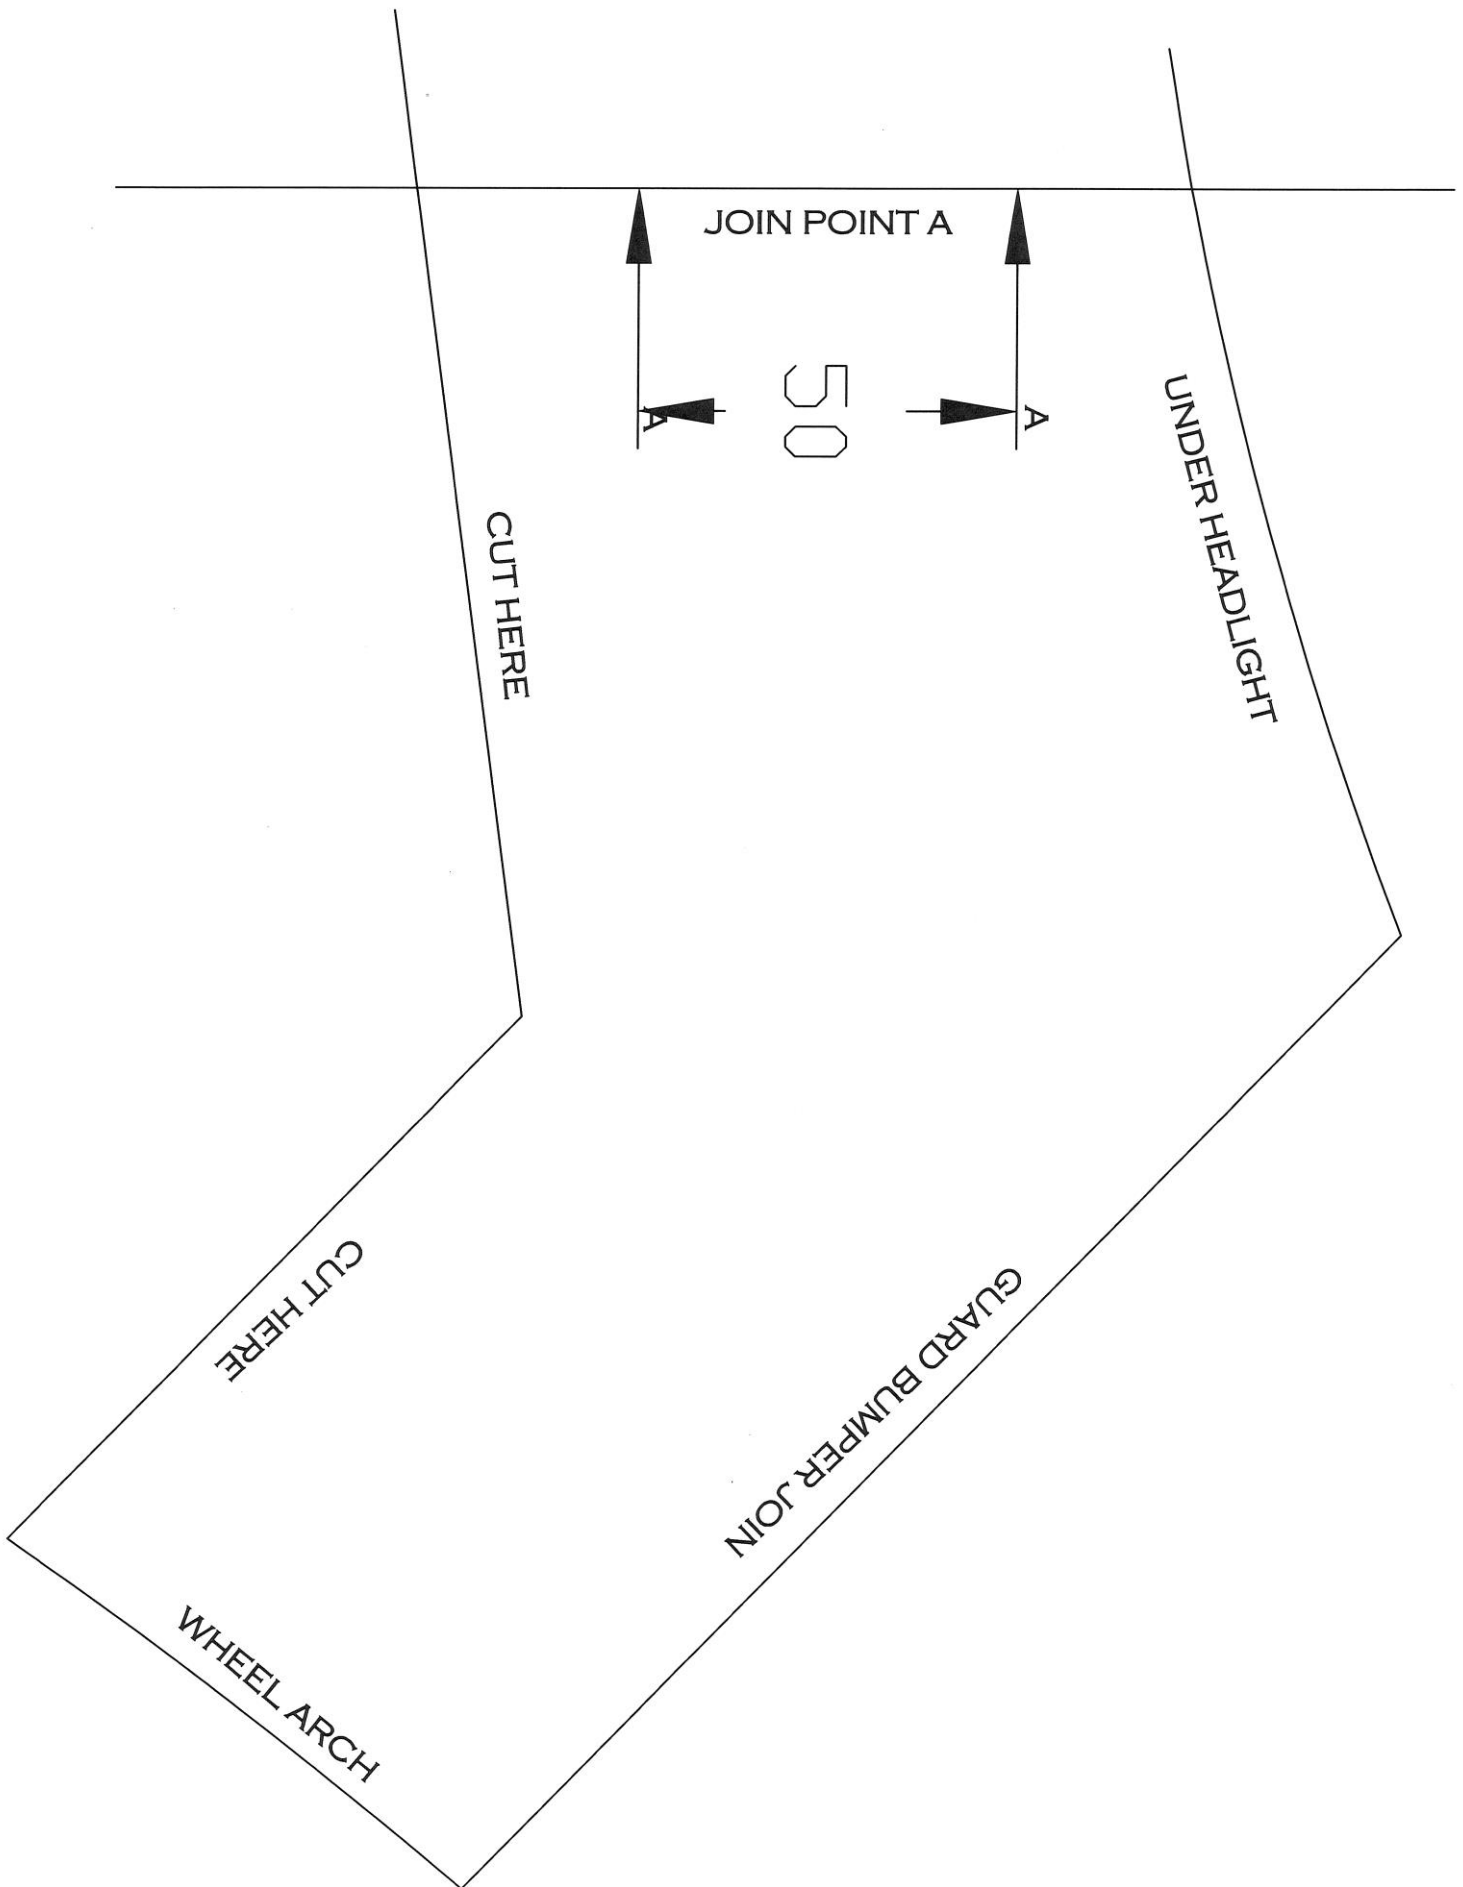 JOIN POINT A
A
A
50
UNDER HEADLIGHT
CUT HERE
CUT HERE
GUARD BUMPER JOIN
WHEEL ARCH